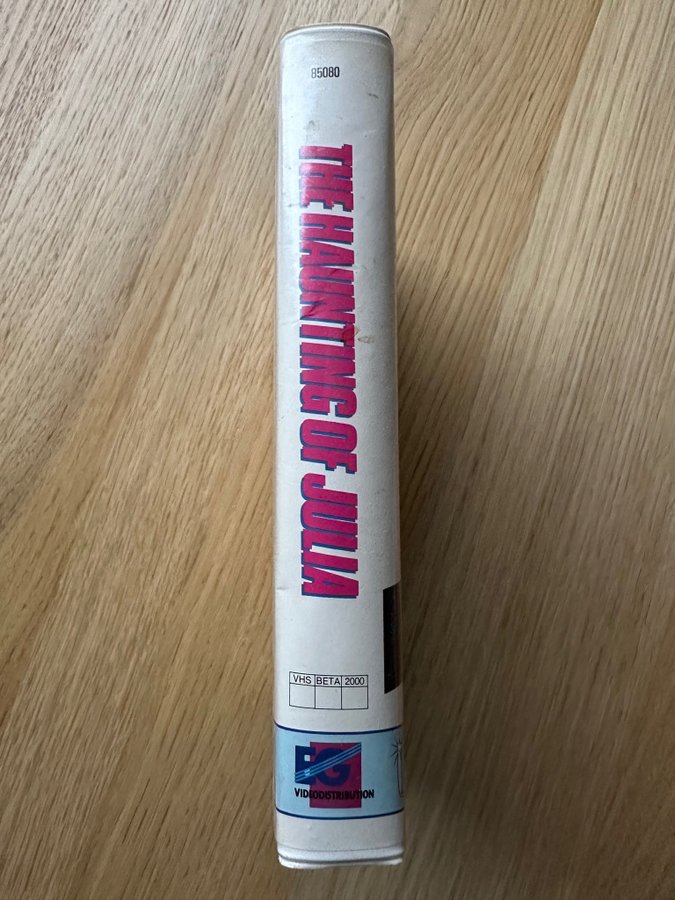 85080
THE HAUNTING OF JULIA
VHS BETA 2000
EG
VIDEODISTRIBUTION